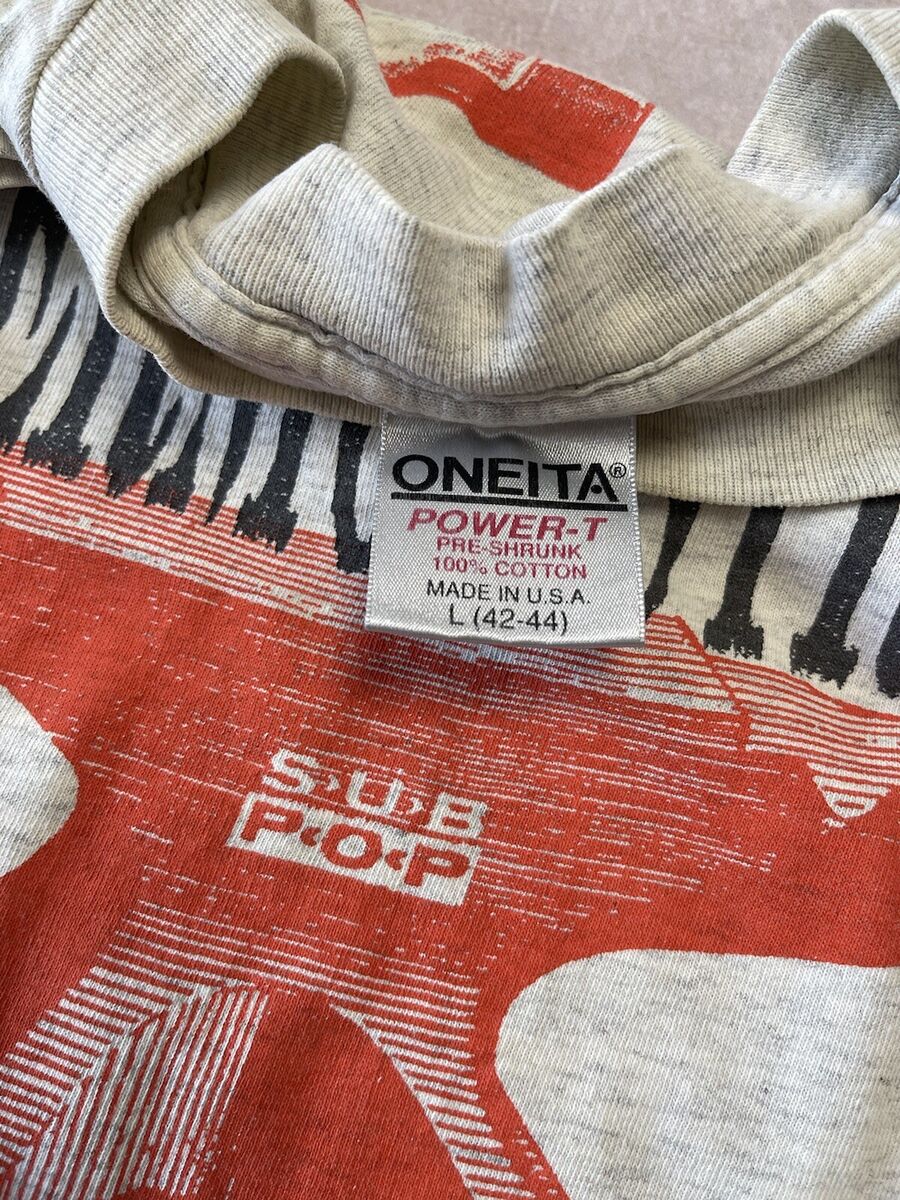 ONEITA®
POWER-T
PRE-SHRUNK
100% COTTON
MADE IN U.S.A.
L (42-44)
S›U›B
P‹O‹P